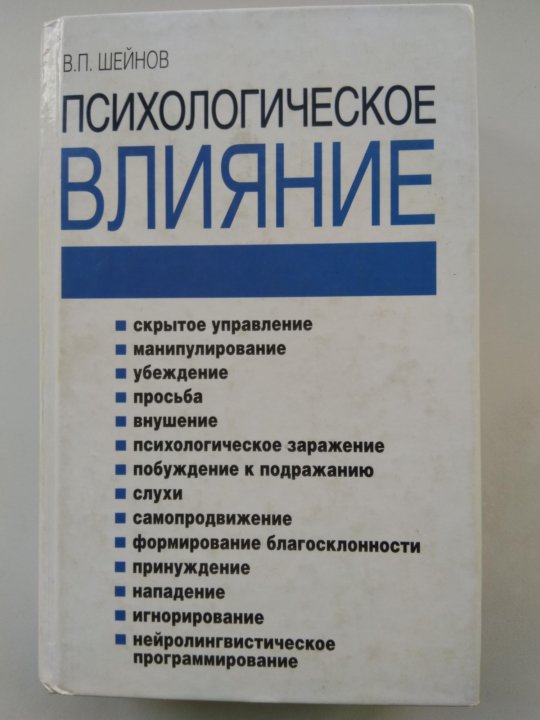 В.П. ШЕЙНОВ
ПСИХОЛОГИЧЕСКОЕ
ВЛИЯНИЕ
скрытое управление
манипулирование
убеждение
просьба
внушение
психологическое заражение
побуждение к подражанию
слухи
самопродвижение
формирование благосклонности
принуждение
нападение
игнорирование
нейролингвистическое
программирование